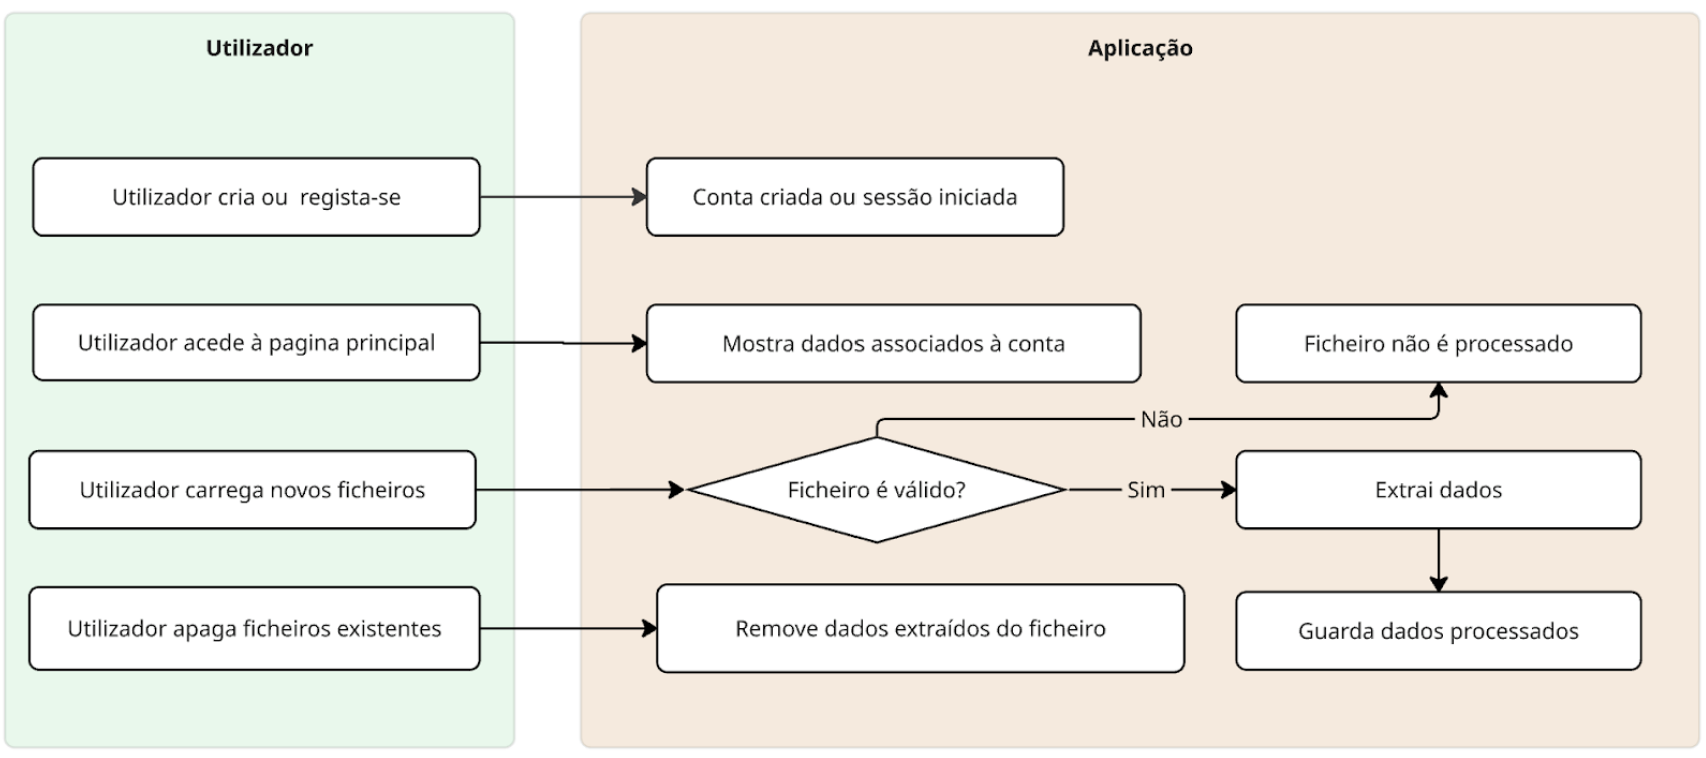 Utilizador
Aplicação
Utilizador cria ou  regista-se
Conta criada ou sessão iniciada
Utilizador acede à pagina principal
Mostra dados associados à conta
Ficheiro não é processado
Não
Utilizador carrega novos ficheiros
Ficheiro é válido?
Sim
Extrai dados
Utilizador apaga ficheiros existentes
Remove dados extraídos do ficheiro
Guarda dados processados